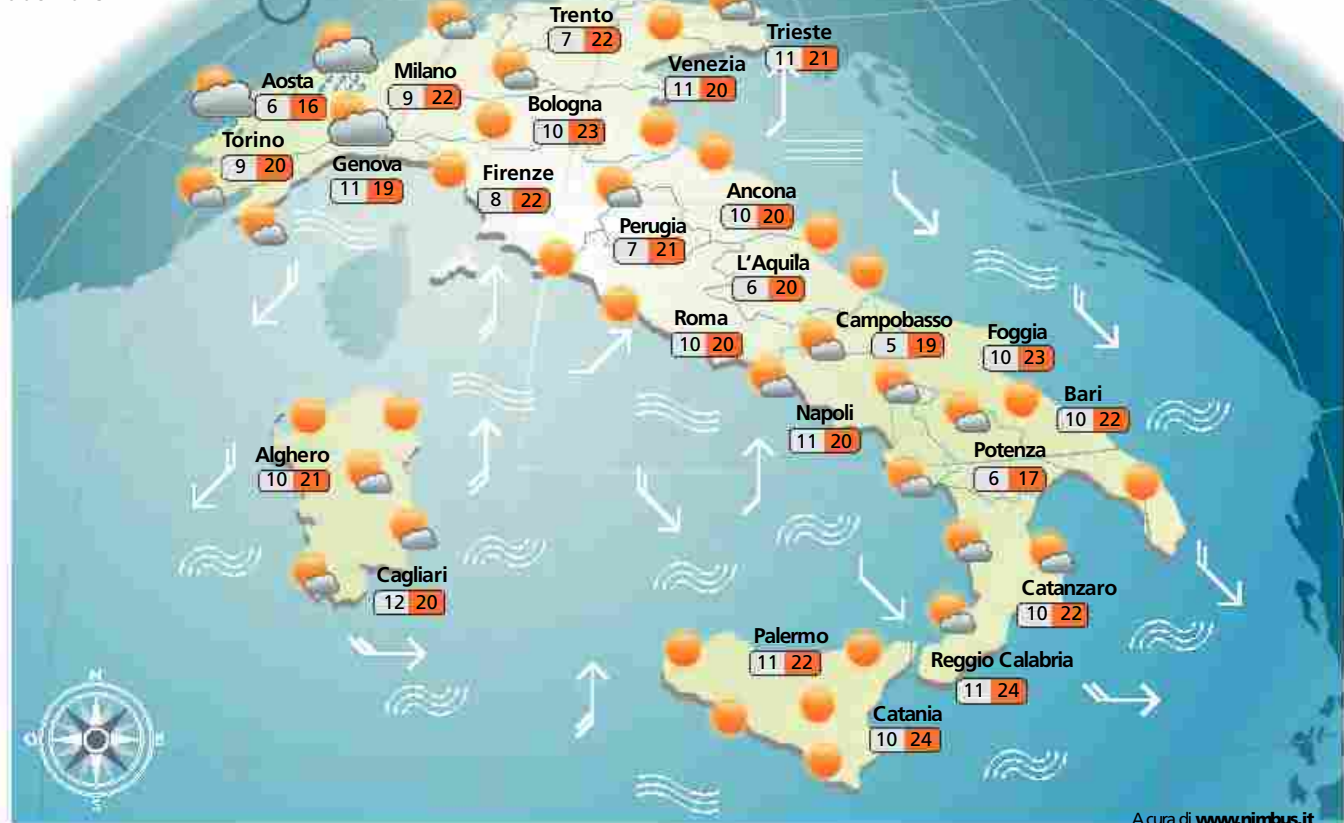 Trento
7 22
Trieste
11 21
Venezia
11 20
Milano
9 22
Aosta
6 16
Bologna
10 23
Torino
9 20
Genova
11 19
Firenze
8 22
Ancona
10 20
Perugia
7 21
L'Aquila
6 20
Roma
10 20
Campobasso
5 19
Foggia
10 23
Bari
10 22
Napoli
11 20
Potenza
6 17
Alghero
10 21
Cagliari
12 20
Catanzaro
10 22
Palermo
11 22
Reggio Calabria
11 24
Catania
10 24
N
O
E
S
A cura di www.nimbus.it